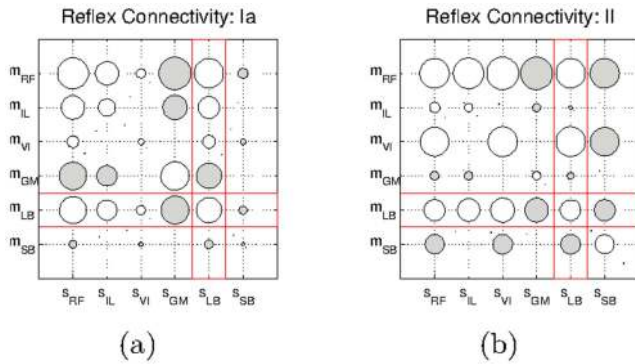 Reflex Connectivity: Ia
m_RF
m_IL
m_VI
m_GM
m_LB
m_SB
s_RF s_IL s_VI s_GM s_LB s_SB
(a)
Reflex Connectivity: II
m_RF
m_IL
m_VI
m_GM
m_LB
m_SB
s_RF s_IL s_VI s_GM s_LB s_SB
(b)